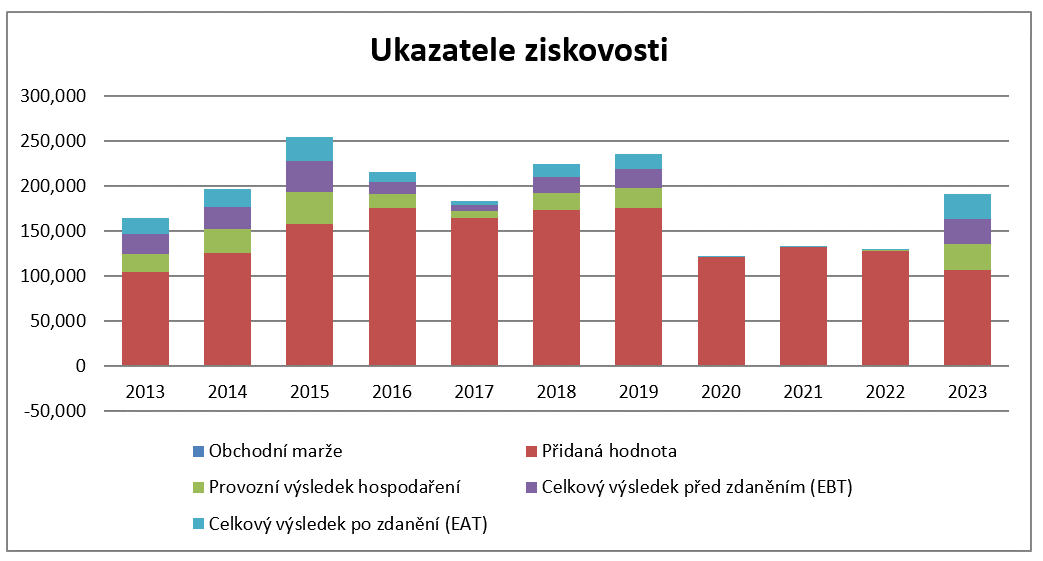 Ukazatele ziskovosti
300,000
250,000
200,000
150,000
100,000
50,000
0
-50,000
2013 2014 2015 2016 2017 2018 2019 2020 2021 2022 2023
Obchodní marže Přidaná hodnota
Provozní výsledek hospodaření Celkový výsledek před zdaněním (EBT)
Celkový výsledek po zdanění (EAT)